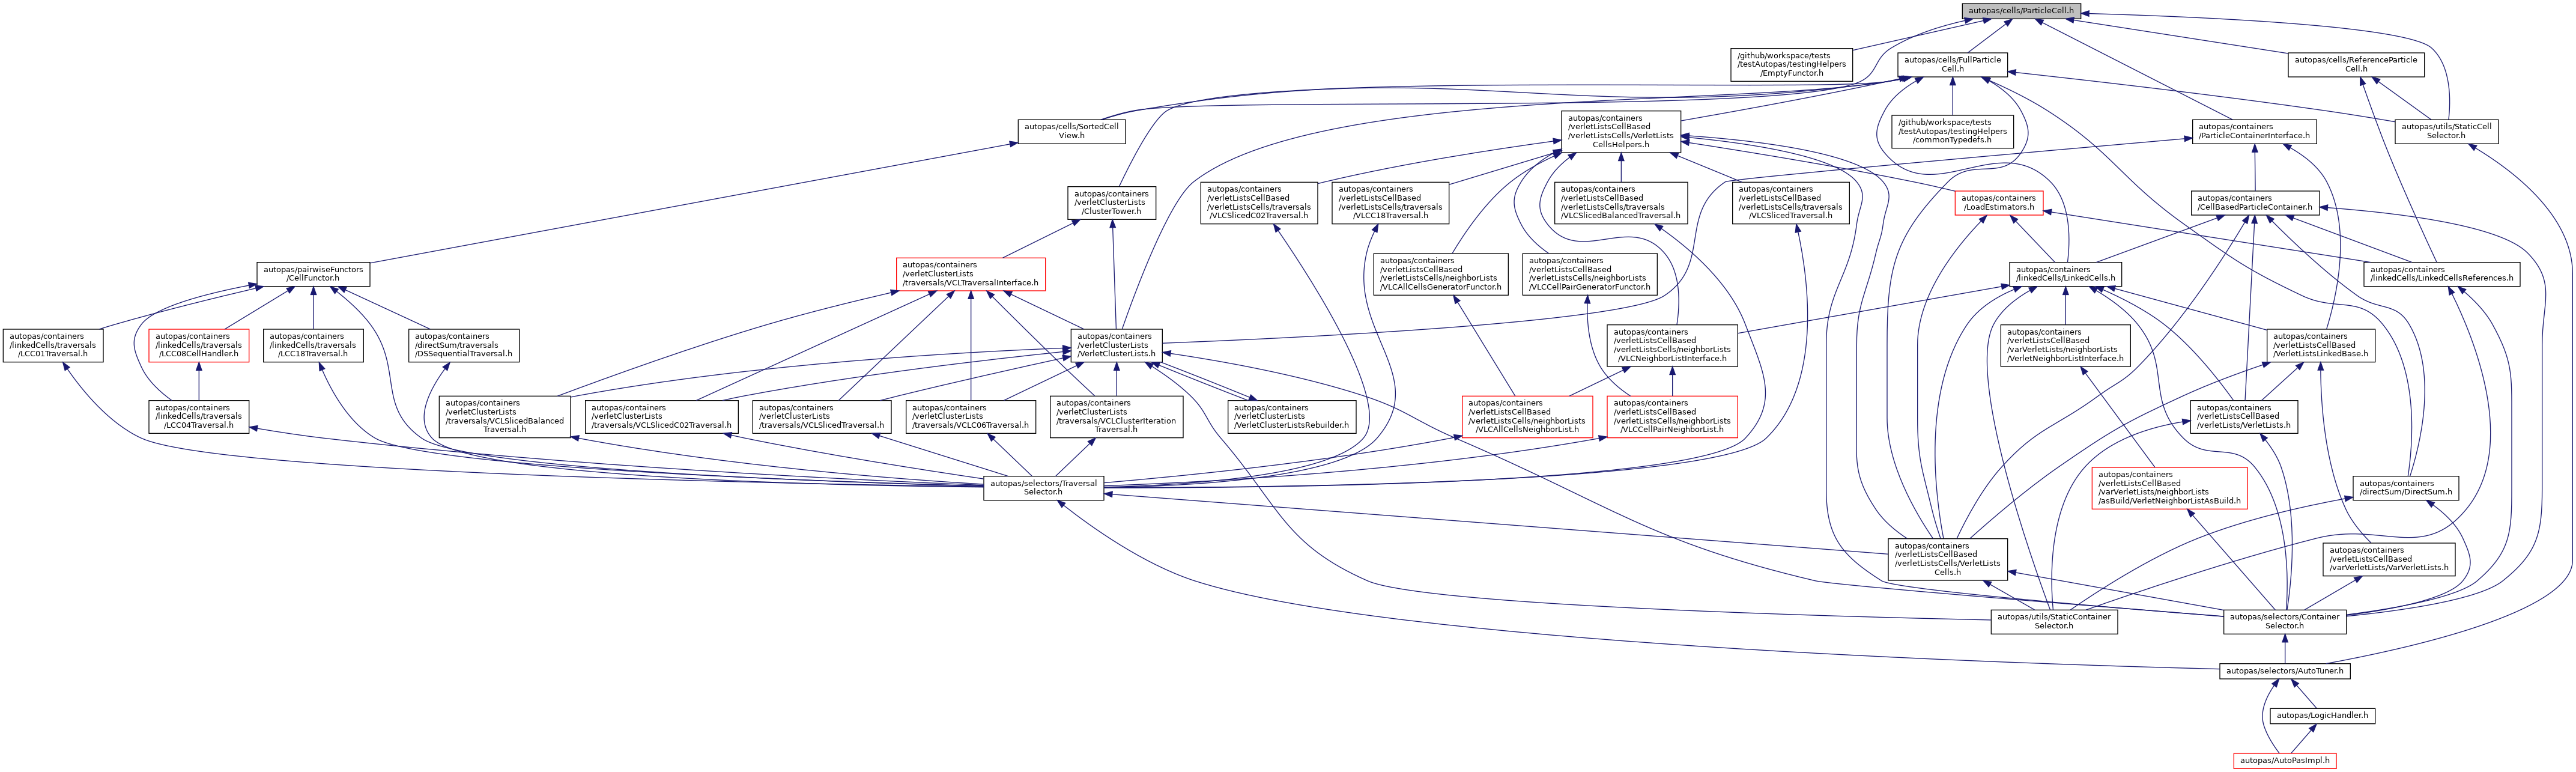 autopas/cells/ParticleCell.h
/github/workspace/tests
/testAutopas/testingHelpers
/EmptyFunctor.h
autopas/cells/FullParticle
Cell.h
autopas/cells/ReferenceParticle
Cell.h
autopas/cells/SortedCell
View.h
autopas/containers
/verletListsCellBased
/verletListsCells/VerletLists
CellsHelpers.h
/github/workspace/tests
/testAutopas/testingHelpers
/commonTypedefs.h
autopas/containers
/ParticleContainerInterface.h
autopas/utils/StaticCell
Selector.h
autopas/containers
/verletClusterLists
/ClusterTower.h
autopas/containers
/verletListsCellBased
/verletListsCells/traversals
/VLCSlicedC02Traversal.h
autopas/containers
/verletListsCellBased
/verletListsCells/traversals
/VLCC18Traversal.h
autopas/containers
/verletListsCellBased
/verletListsCells/traversals
/VLCSlicedBalancedTraversal.h
autopas/containers
/verletListsCellBased
/verletListsCells/traversals
/VLCSlicedTraversal.h
autopas/containers
/LoadEstimators.h
autopas/containers
/CellBasedParticleContainer.h
autopas/pairwiseFunctors
/CellFunctor.h
autopas/containers
/verletClusterLists
/traversals/VCLTraversalInterface.h
autopas/containers
/verletListsCellBased
/verletListsCells/neighborLists
/VLCAllCellsGeneratorFunctor.h
autopas/containers
/verletListsCellBased
/verletListsCells/neighborLists
/VLCCellPairGeneratorFunctor.h
autopas/containers
/linkedCells/LinkedCells.h
autopas/containers
/linkedCells/LinkedCellsReferences.h
autopas/containers
/linkedCells/traversals
/LCC01Traversal.h
autopas/containers
/linkedCells/traversals
/LCC08CellHandler.h
autopas/containers
/linkedCells/traversals
/LCC18Traversal.h
autopas/containers
/directSum/traversals
/DSSequentialTraversal.h
autopas/containers
/verletClusterLists
/VerletClusterLists.h
autopas/containers
/verletListsCellBased
/verletListsCells/neighborLists
/VLCNeighborListInterface.h
autopas/containers
/verletListsCellBased
/varVerletLists/neighborLists
/VerletNeighborListInterface.h
autopas/containers
/verletListsCellBased
/VerletListsLinkedBase.h
autopas/containers
/linkedCells/traversals
/LCC04Traversal.h
autopas/containers
/verletClusterLists
/traversals/VCLSlicedBalanced
Traversal.h
autopas/containers
/verletClusterLists
/traversals/VCLSlicedC02Traversal.h
autopas/containers
/verletClusterLists
/traversals/VCLSlicedTraversal.h
autopas/containers
/verletClusterLists
/traversals/VCLC06Traversal.h
autopas/containers
/verletClusterLists
/traversals/VCLClusterIteration
Traversal.h
autopas/containers
/verletClusterLists
/VerletClusterListsRebuilder.h
autopas/containers
/verletListsCellBased
/verletListsCells/neighborLists
/VLCAllCellsNeighborList.h
autopas/containers
/verletListsCellBased
/verletListsCells/neighborLists
/VLCCellPairNeighborList.h
autopas/containers
/verletListsCellBased
/verletLists/VerletLists.h
autopas/selectors/Traversal
Selector.h
autopas/containers
/verletListsCellBased
/varVerletLists/neighborLists
/asBuild/VerletNeighborListAsBuild.h
autopas/containers
/directSum/DirectSum.h
autopas/containers
/verletListsCellBased
/verletListsCells/VerletLists
Cells.h
autopas/containers
/verletListsCellBased
/varVerletLists/VarVerletLists.h
autopas/utils/StaticContainer
Selector.h
autopas/selectors/Container
Selector.h
autopas/selectors/AutoTuner.h
autopas/LogicHandler.h
autopas/AutoPasImpl.h